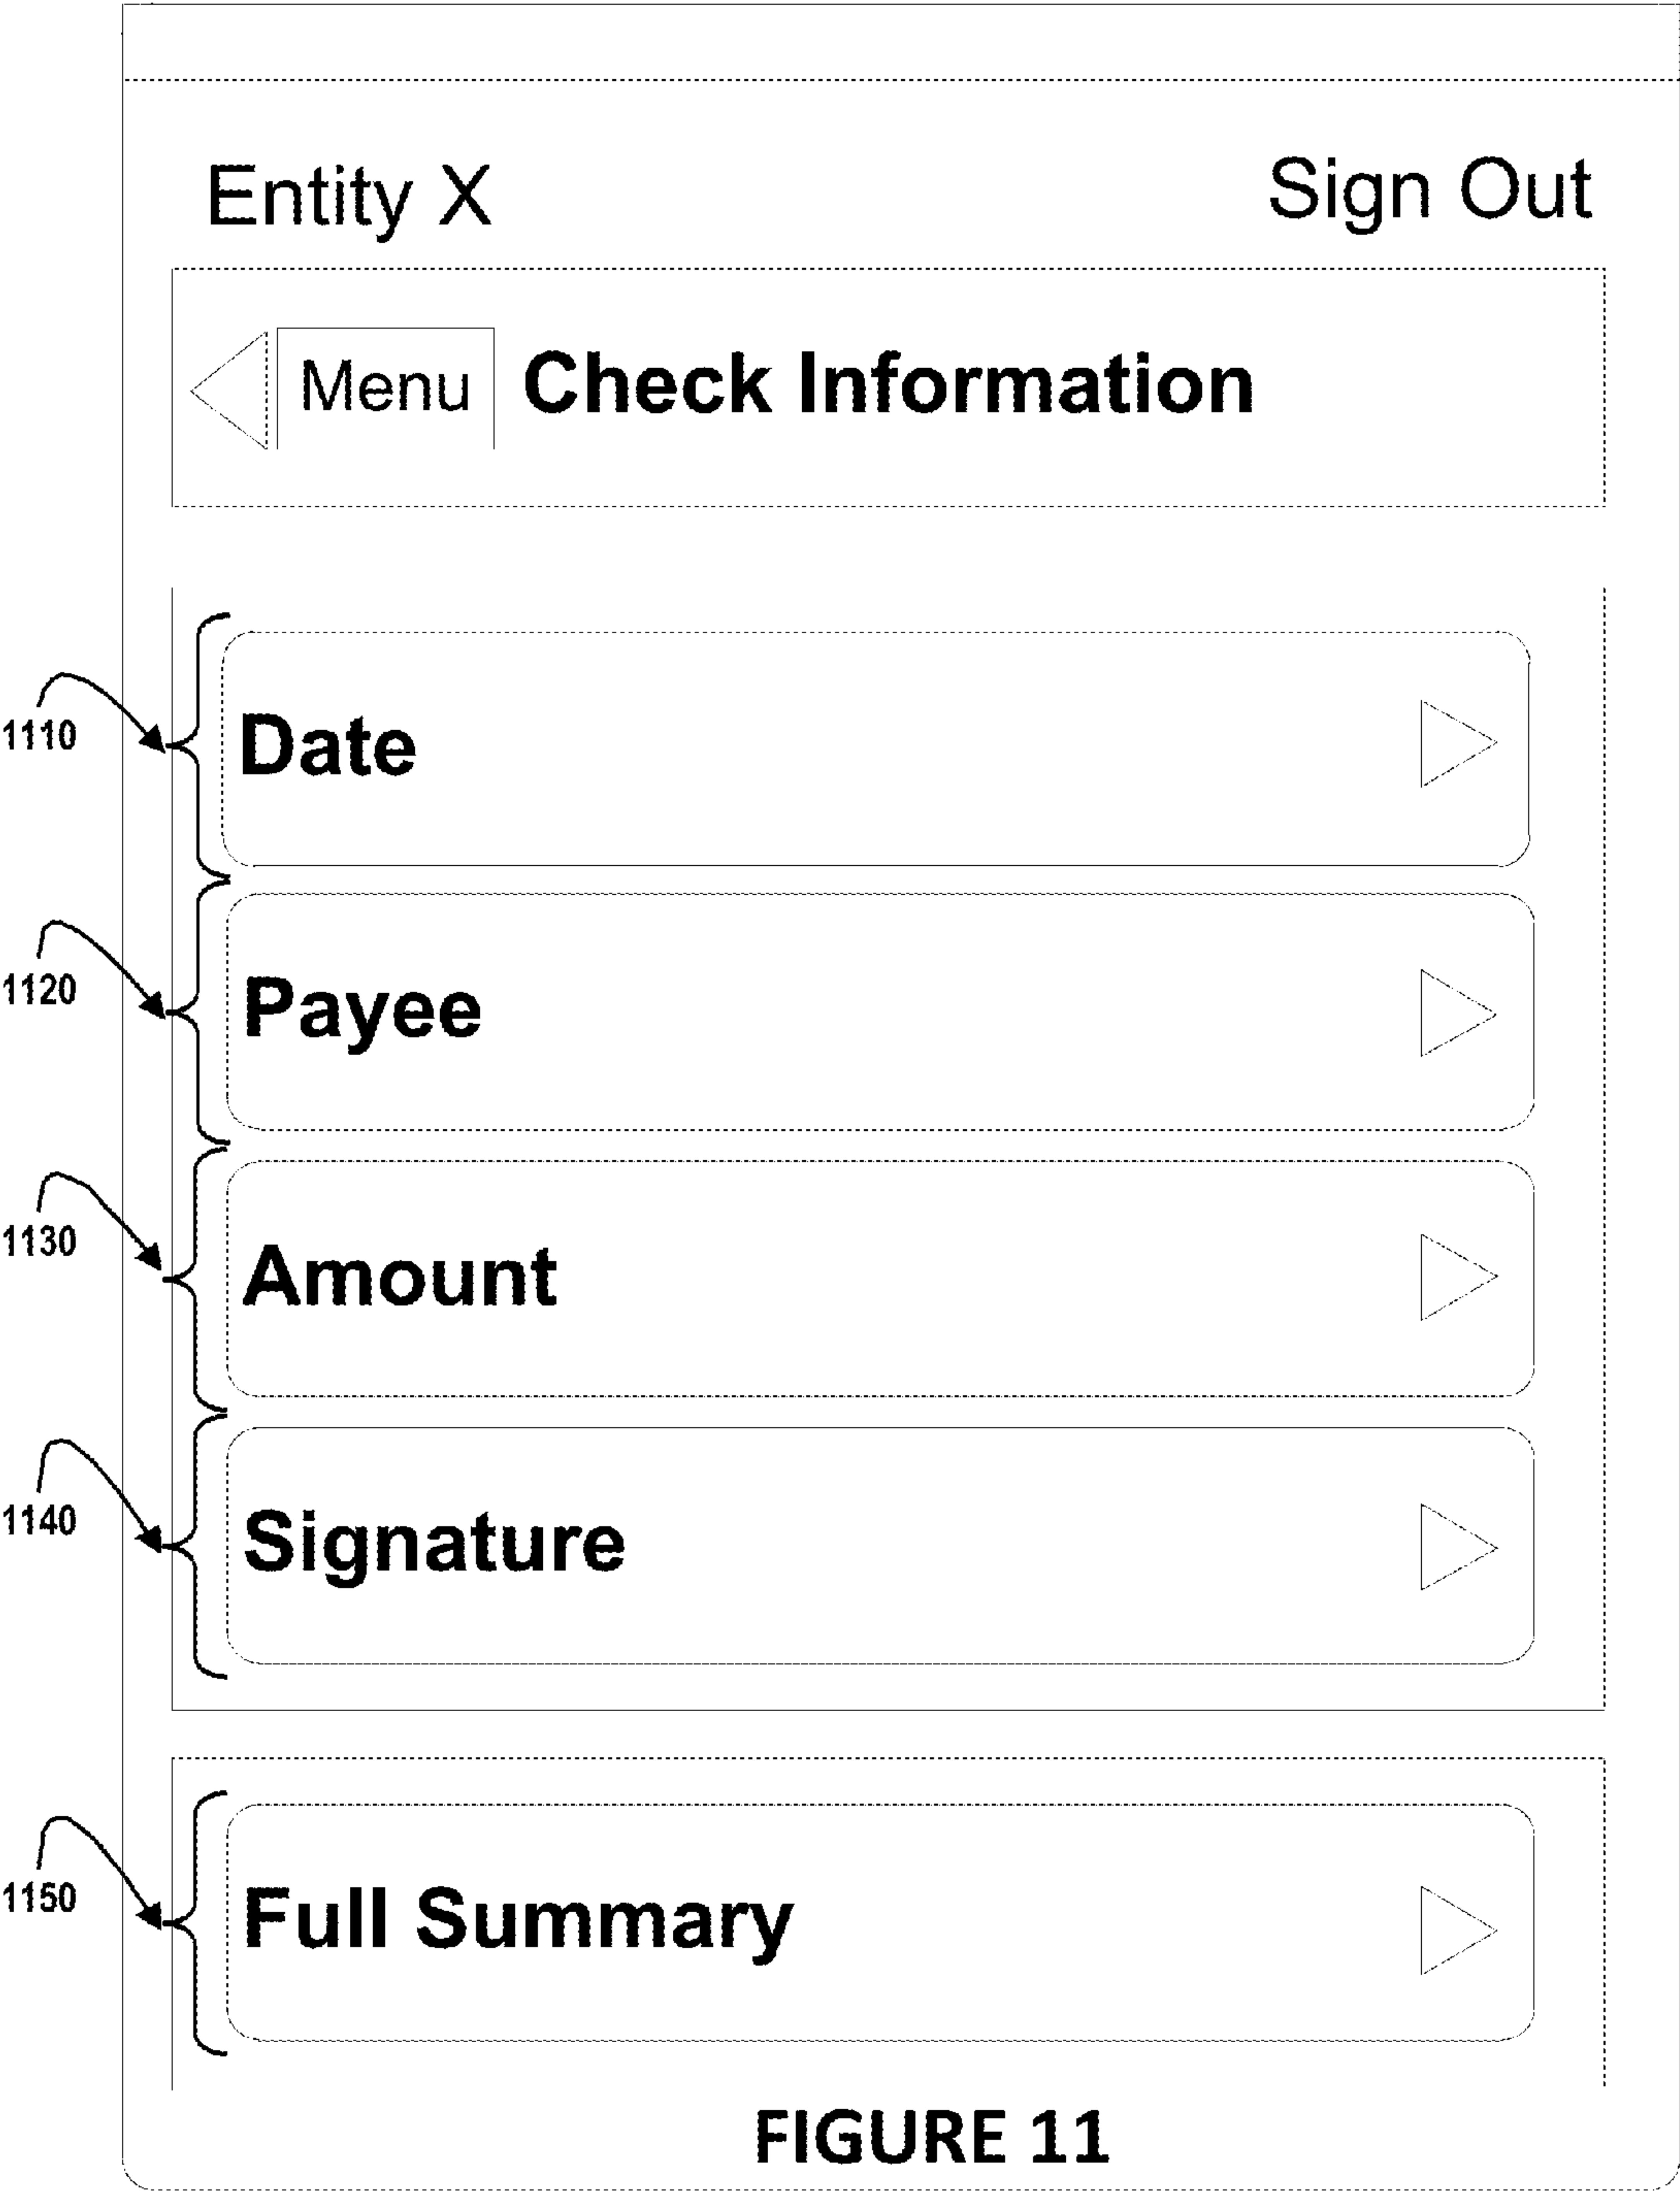 Entity X Sign Out
Menu Check Information
1110 Date
1120 Payee
1130 Amount
1140 Signature
1150 Full Summary
FIGURE 11